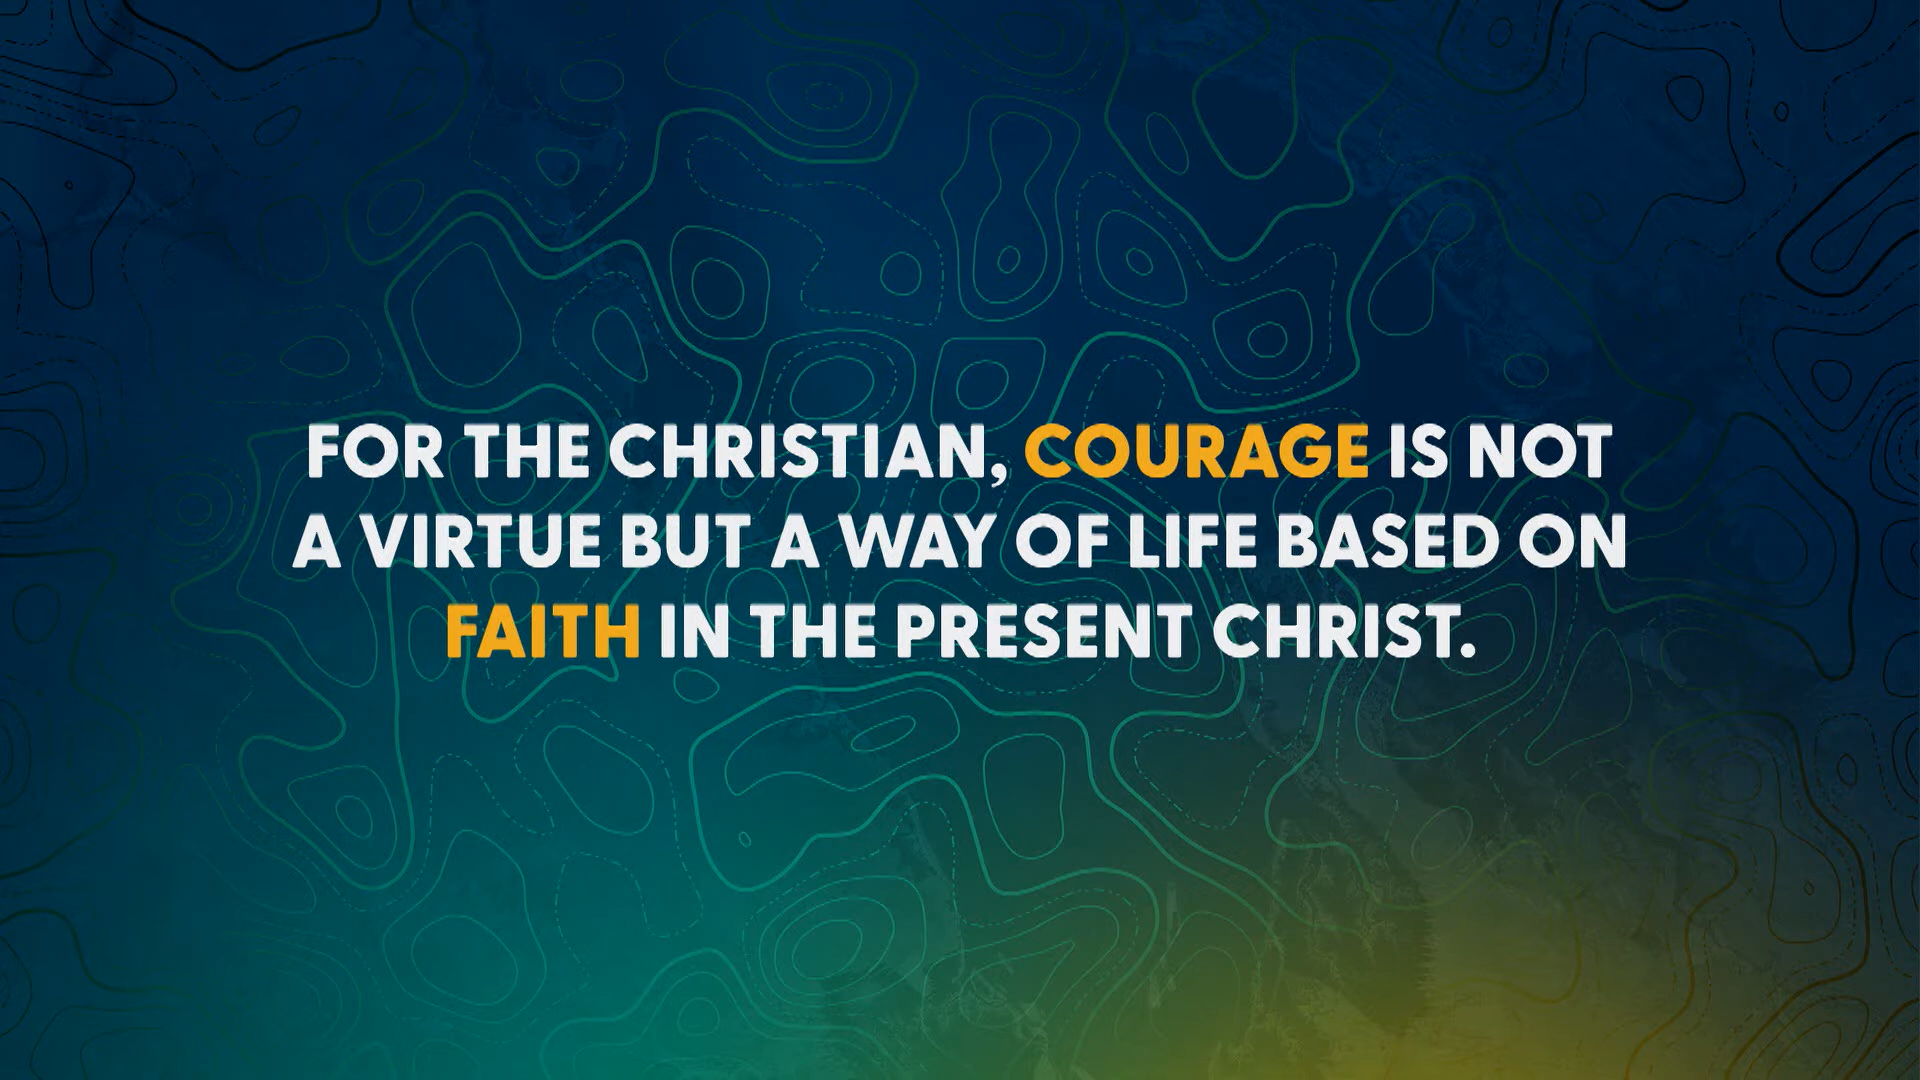 FOR THE CHRISTIAN, COURAGE IS NOT
A VIRTUE BUT A WAY OF LIFE BASED ON
FAITH IN THE PRESENT CHRIST.